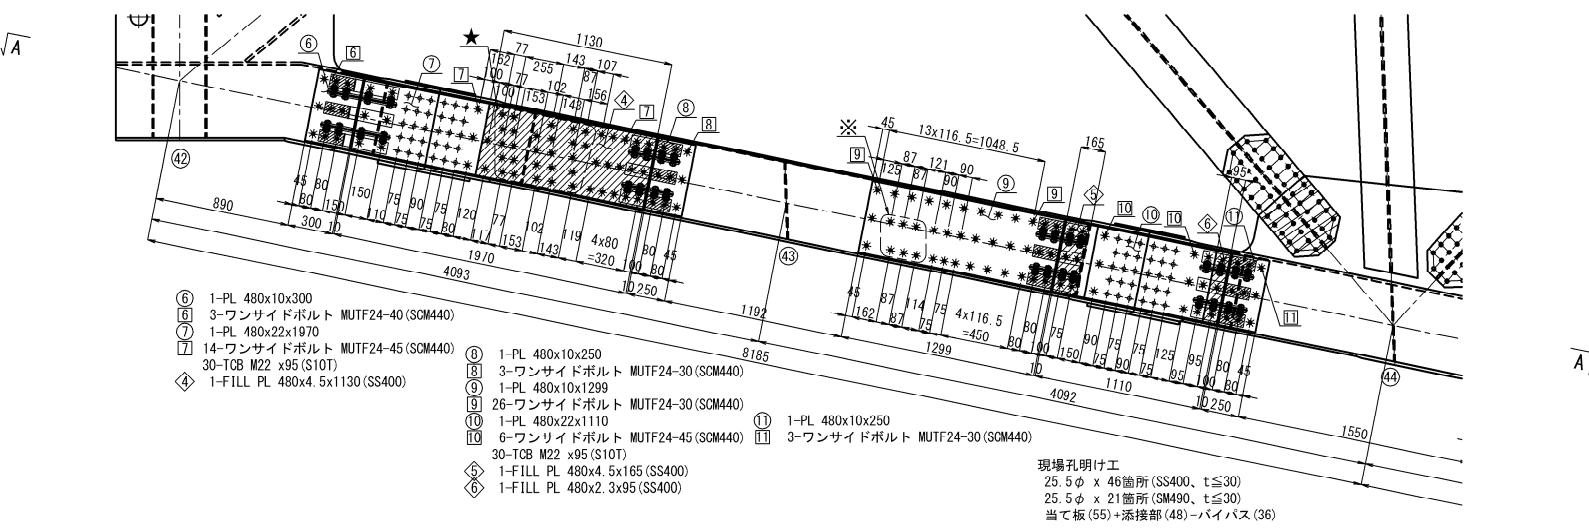 √A
★
1130
162 77 143 107
255 87
100 77 102 156
100 153 143
⑥ 6 ⑦ 7 4 7 ⑧ 8
42
45 80 150 75 90 75 120 77 102 119 4x80 80 45
80 150 110 75 75 80 117 153 143 =320 100 80
890 300 10 1970 10 250
4093
1192
8185
43
※
45 13x116.5=1048.5 165
87 121 90
125 87 90
9 ⑨ 9 5 10 ⑩ 10 6 ⑪
95
45 87 114 75 4x116.5 80 75 90 75 125 95 80 45
162 87 75 =450 80 100 150 75 90 75 95 100 80
1299 10 1110 10 250
4092
1550
11
44
A
⑥ 1-PL 480x10x300
6 3-ワンサイドボルト MUTF24-40(SCM440)
⑦ 1-PL 480x22x1970
7 14-ワンサイドボルト MUTF24-45(SCM440)
30-TCB M22 x95(S10T)
4 1-FILL PL 480x4.5x1130(SS400)
⑧ 1-PL 480x10x250
8 3-ワンサイドボルト MUTF24-30(SCM440)
⑨ 1-PL 480x10x1299
9 26-ワンサイドボルト MUTF24-30(SCM440)
⑩ 1-PL 480x22x1110
10 6-ワンサイドボルト MUTF24-45(SCM440)
30-TCB M22 x95(S10T)
5 1-FILL PL 480x4.5x165(SS400)
6 1-FILL PL 480x2.3x95(SS400)
⑪ 1-PL 480x10x250
11 3-ワンサイドボルト MUTF24-30(SCM440)
現場孔明け工
25.5φ x 46箇所(SS400、t≦30)
25.5φ x 21箇所(SM490、t≦30)
当て板(55)+添接部(48)-バイパス(36)